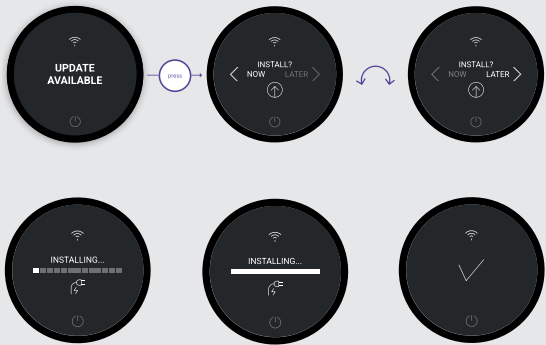 UPDATE
AVAILABLE
press
INSTALL?
NOW LATER
INSTALL?
NOW LATER
INSTALLING...
INSTALLING...